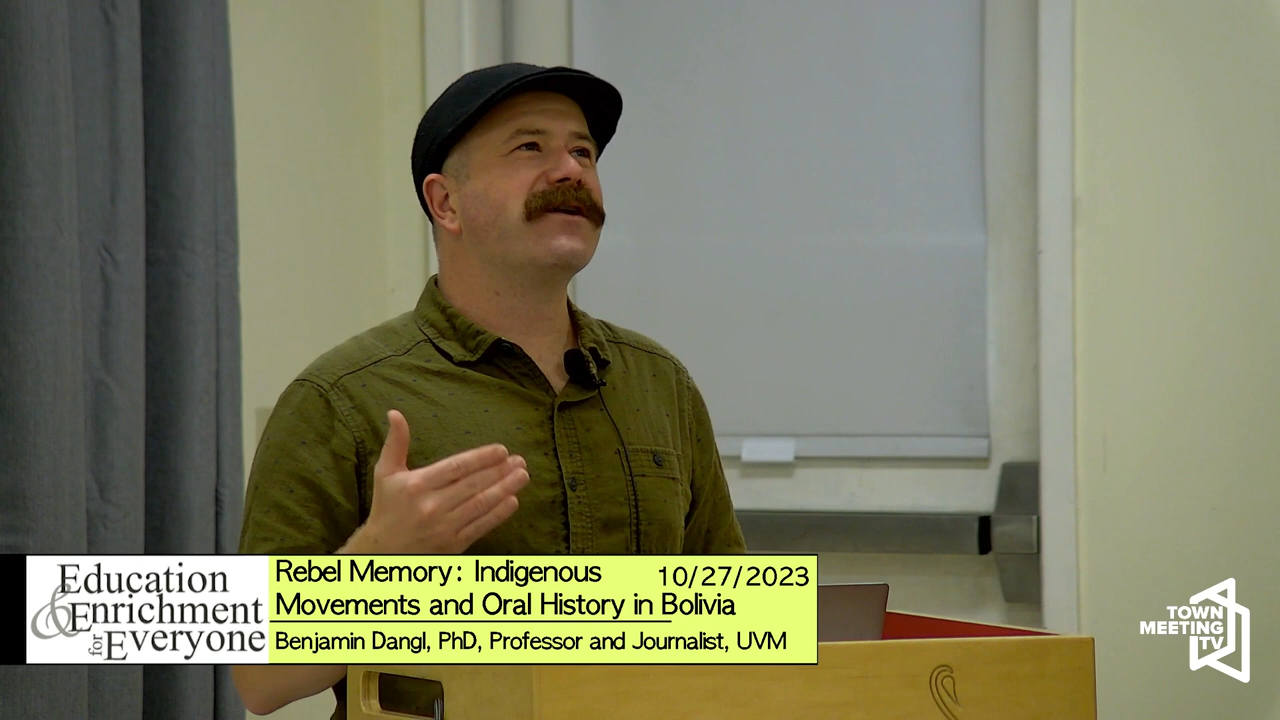 Education
& Enrichment
for Everyone
Rebel Memory: Indigenous
10/27/2023
Movements and Oral History in Bolivia
Benjamin Dangl, PhD, Professor and Journalist, UVM
TOWN
MEETING
TV